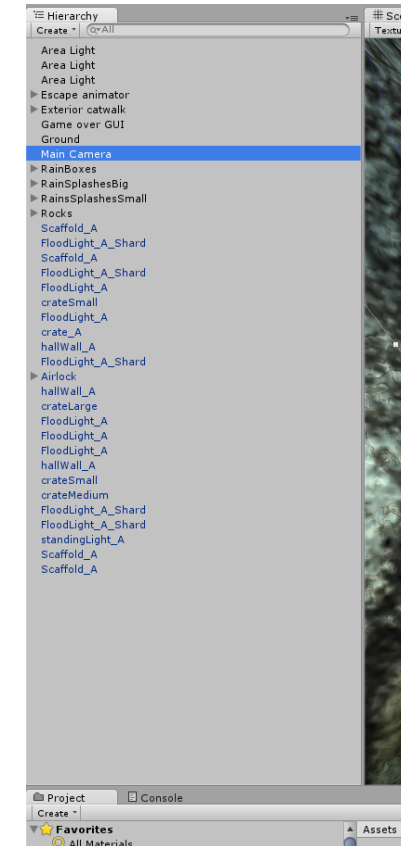 Hierarchy
# Sce
Create
All
Textu
Area Light
Area Light
Area Light
Escape animator
Exterior catwalk
Game over GUI
Ground
Main Camera
RainBoxes
RainSplashesBig
RainsSplashesSmall
Rocks
Scaffold_A
FloodLight_A_Shard
Scaffold_A
FloodLight_A_Shard
FloodLight_A
crateSmall
FloodLight_A
crate_A
hallWall_A
FloodLight_A_Shard
Airlock
hallWall_A
crateLarge
FloodLight_A
FloodLight_A
FloodLight_A
hallWall_A
crateSmall
crateMedium
FloodLight_A_Shard
FloodLight_A_Shard
standingLight_A
Scaffold_A
Scaffold_A
Project
Console
Create
Favorites
Assets
All Materials